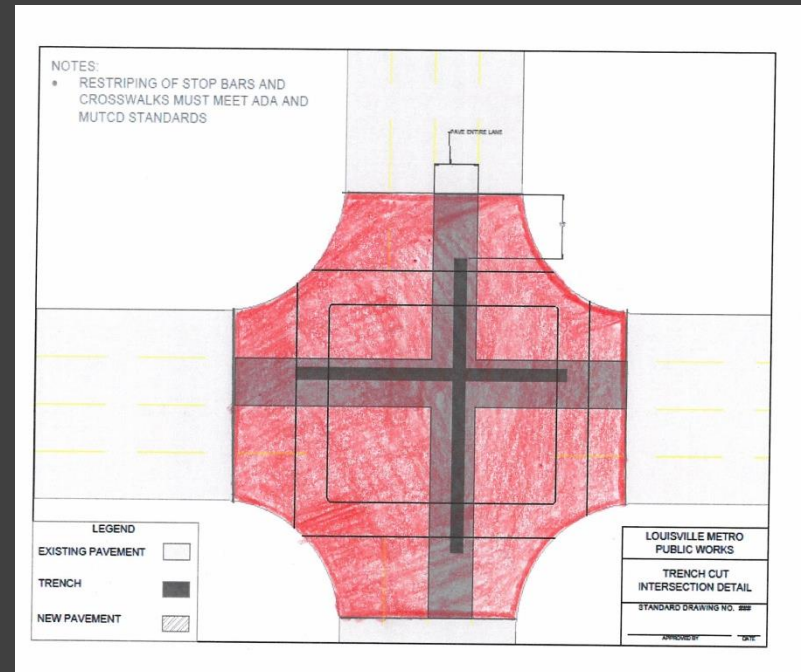 NOTES:
• RESTRIPING OF STOP BARS AND
CROSSWALKS MUST MEET ADA AND
MUTCD STANDARDS
PAVE ENTIRE LANE
LEGEND
EXISTING PAVEMENT
TRENCH
NEW PAVEMENT
LOUISVILLE METRO
PUBLIC WORKS
TRENCH CUT
INTERSECTION DETAIL
STANDARD DRAWING NO. ###
APPROVED BY
DATE